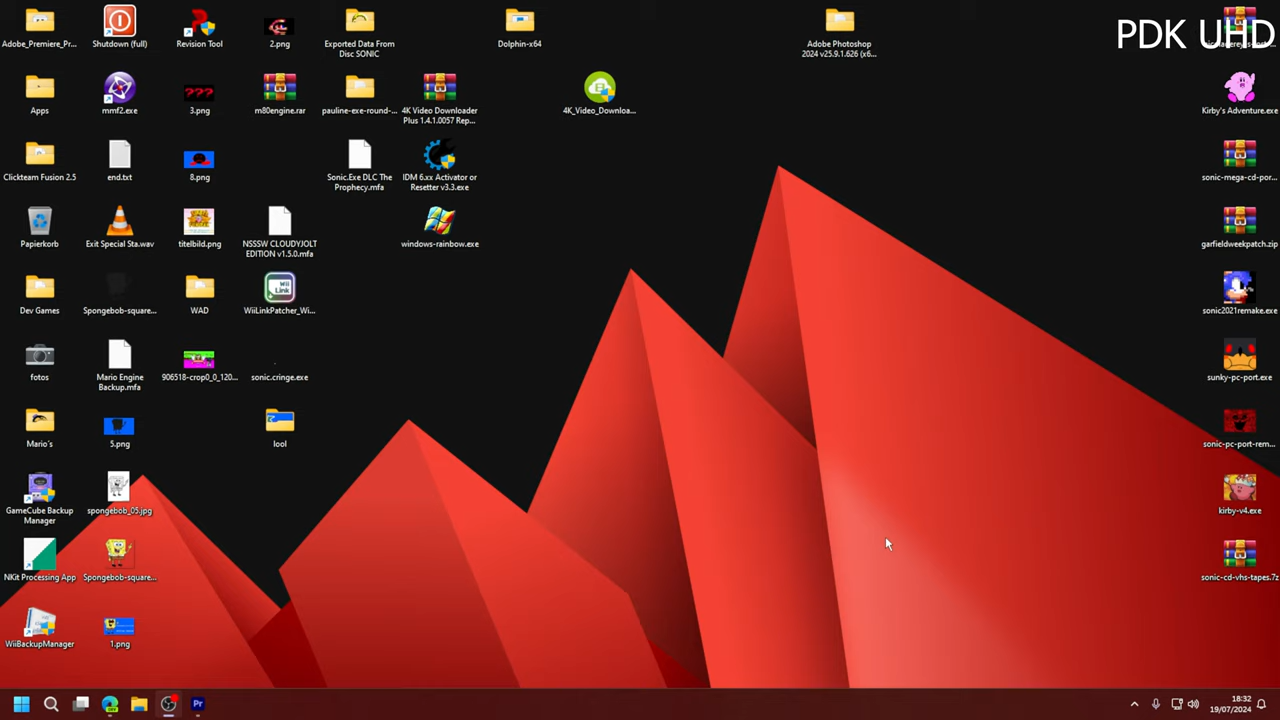 PDK UHD
Adobe_Premiere_Pr...
Shutdown (full)
Revision Tool
2.png
Exported Data From
Disc SONIC
Dolphin-x64
Adobe Photoshop
2024 v25.9.1.626 (x6...
Apps
mmf2.exe
3.png
m80engine.rar
pauline-exe-round-...
4K Video Downloader
Plus 1.4.1.0057 Rep...
4K_Video_Downloa...
Kirby's Adventure.exe
Clickteam Fusion 2.5
end.txt
8.png
Sonic.Exe DLC The
Prophecy.mfa
IDM 6.xx Activator or
Resetter v3.3.exe
sonic-mega-cd-por...
Papierkorb
Exit Special Sta.wav
titelbild.png
NSSSW CLOUDYJOLT
EDITION v1.5.0.mfa
windows-rainbow.exe
garfieldweekpatch.zip
Dev Games
Spongebob-square...
WAD
WiiLinkPatcher_Wi...
sonic2021remake.exe
fotos
Mario Engine
Backup.mfa
906518-crop0_0_120...
sonic.cringe.exe
sunky-pc-port.exe
Mario´s
5.png
lool
sonic-pc-port-rem...
GameCube Backup
Manager
spongebob_05.jpg
kirby-v4.exe
NKit Processing App
Spongebob-square...
sonic-cd-vhs-tapes.7z
WiiBackupManager
1.png
18:32
19/07/2024